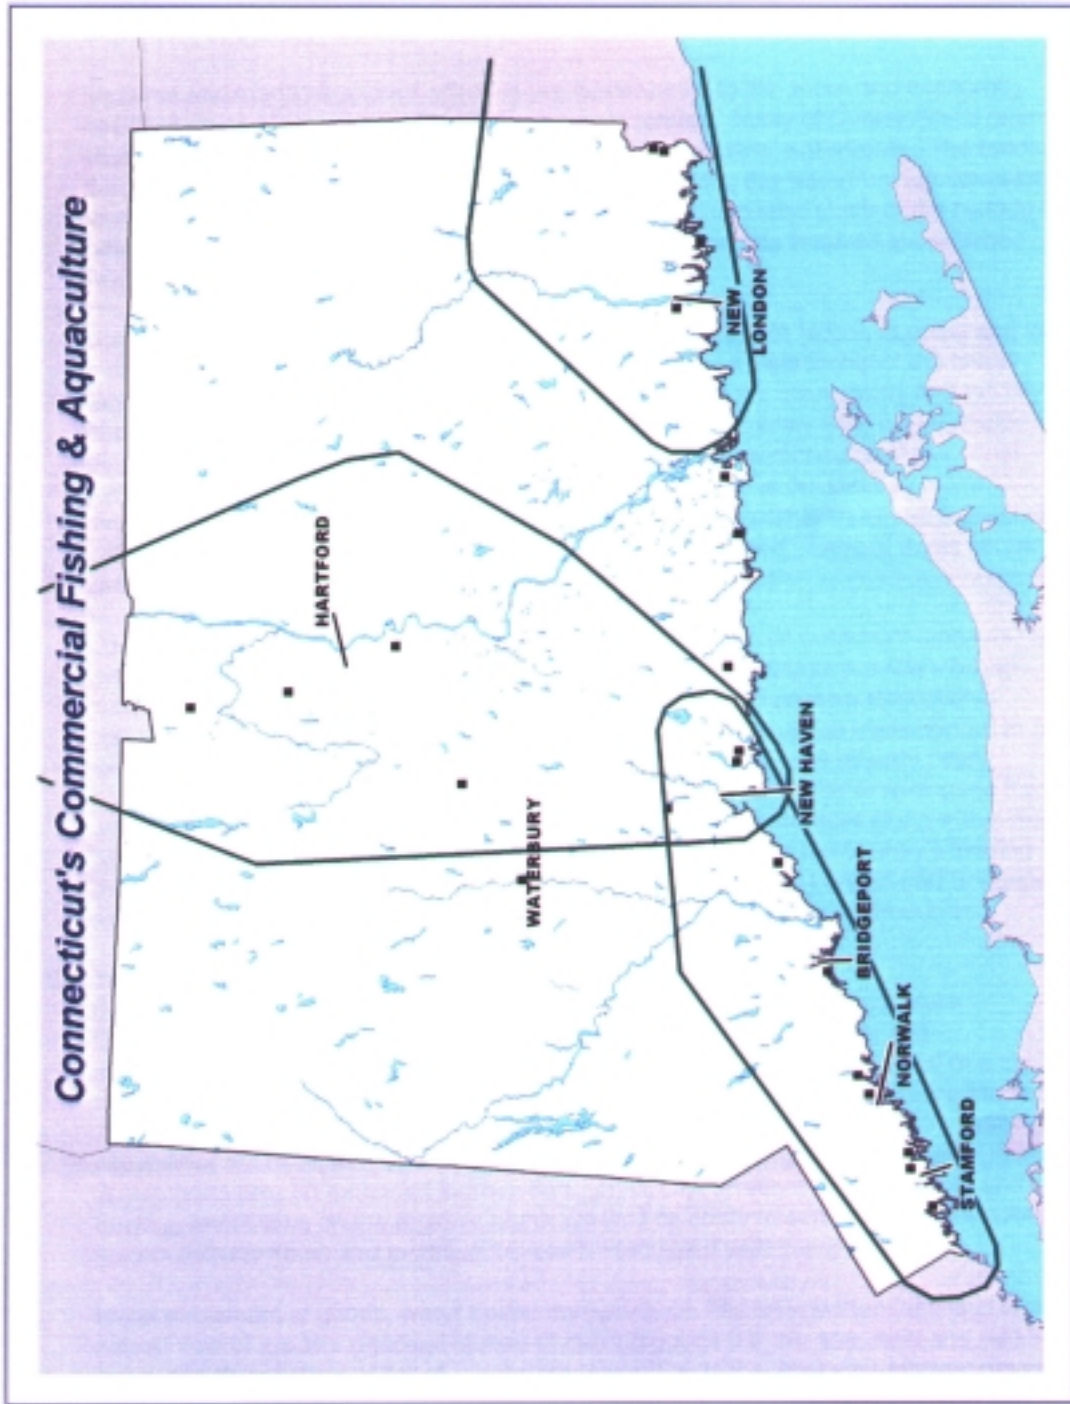 Connecticut's Commercial Fishing & Aquaculture
HARTFORD
WATERBURY
NEW
LONDON
NEW HAVEN
BRIDGEPORT
NORWALK
STAMFORD